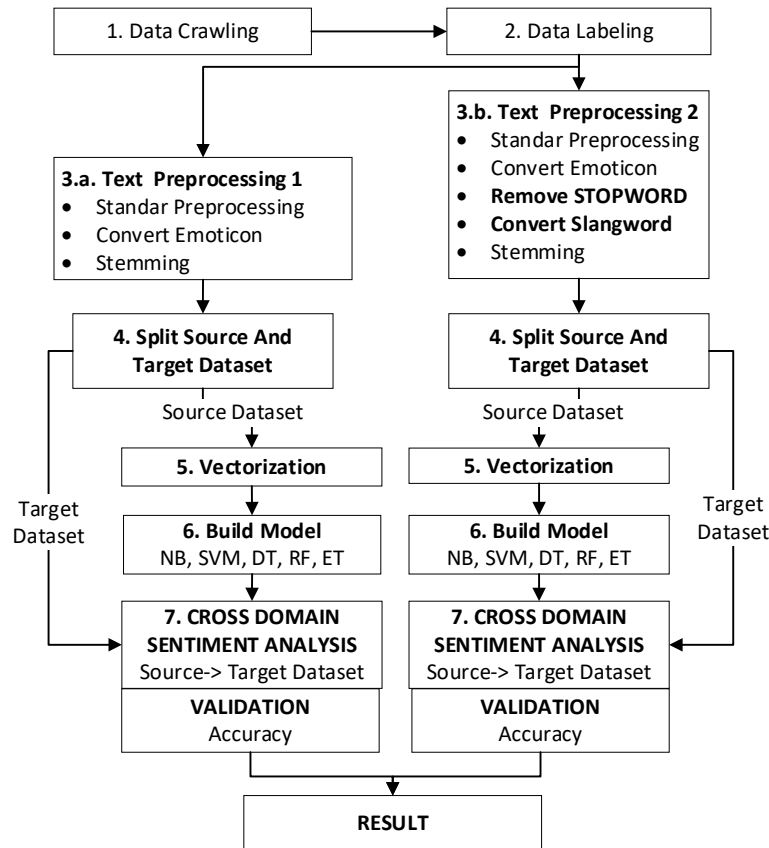 1. Data Crawling
2. Data Labeling
3.a. Text Preprocessing 1
• Standar Preprocessing
• Convert Emoticon
• Stemming
3.b. Text Preprocessing 2
• Standar Preprocessing
• Convert Emoticon
• Remove STOPWORD
• Convert Slangword
• Stemming
4. Split Source And
Target Dataset
Source Dataset
Target
Dataset
5. Vectorization
6. Build Model
NB, SVM, DT, RF, ET
7. CROSS DOMAIN
SENTIMENT ANALYSIS
Source-> Target Dataset
VALIDATION
Accuracy
4. Split Source And
Target Dataset
Source Dataset
Target
Dataset
5. Vectorization
6. Build Model
NB, SVM, DT, RF, ET
7. CROSS DOMAIN
SENTIMENT ANALYSIS
Source-> Target Dataset
VALIDATION
Accuracy
RESULT